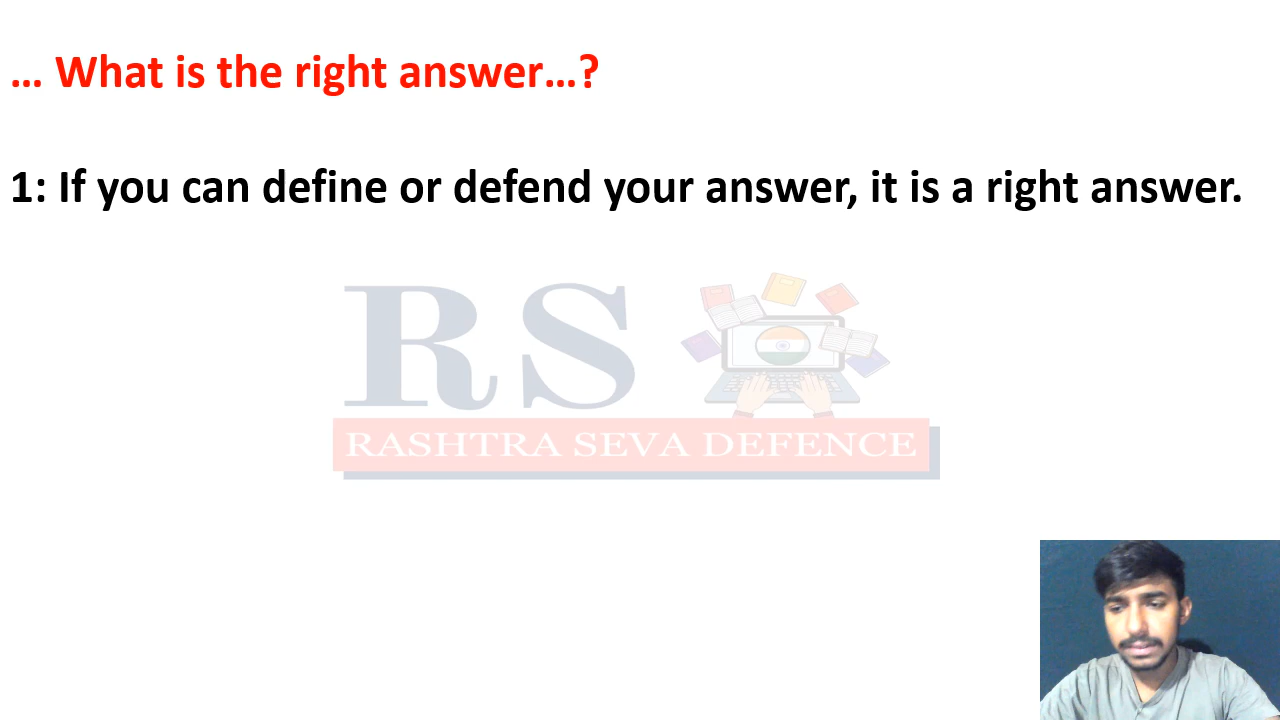 ... What is the right answer...?
1: If you can define or defend your answer, it is a right answer.
RS
RASHTRA SEVA DEFENCE